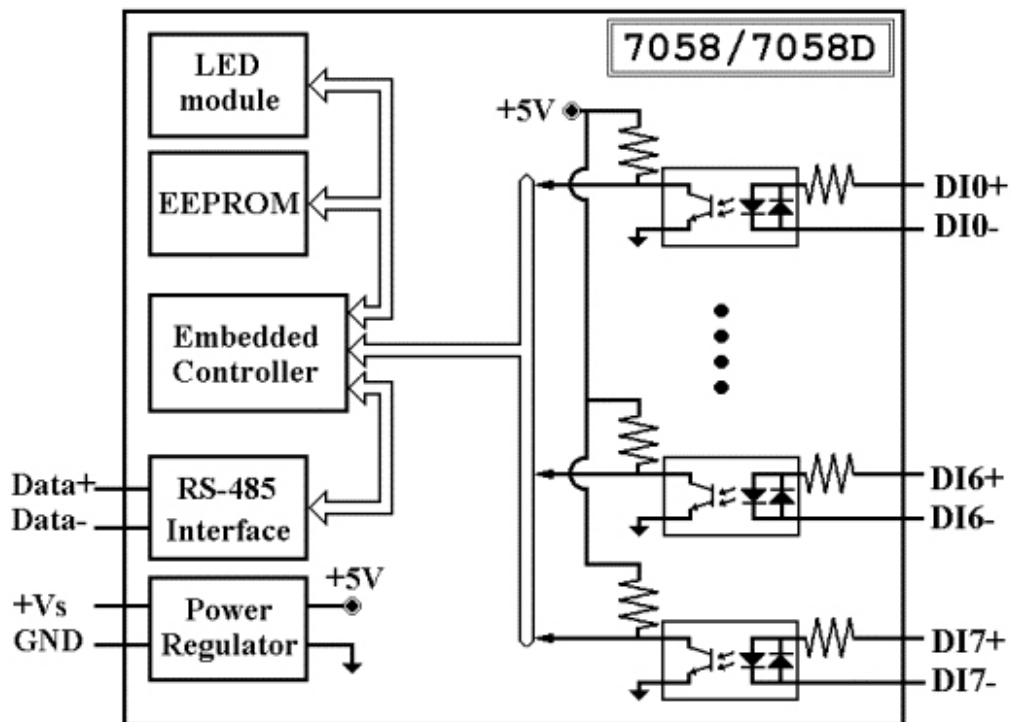 7058/7058D
LED
module
EEPROM
Embedded
Controller
Data+
Data-
RS-485
Interface
+Vs
GND
Power
Regulator
+5V
+5V
DI0+
DI0-
DI6+
DI6-
DI7+
DI7-